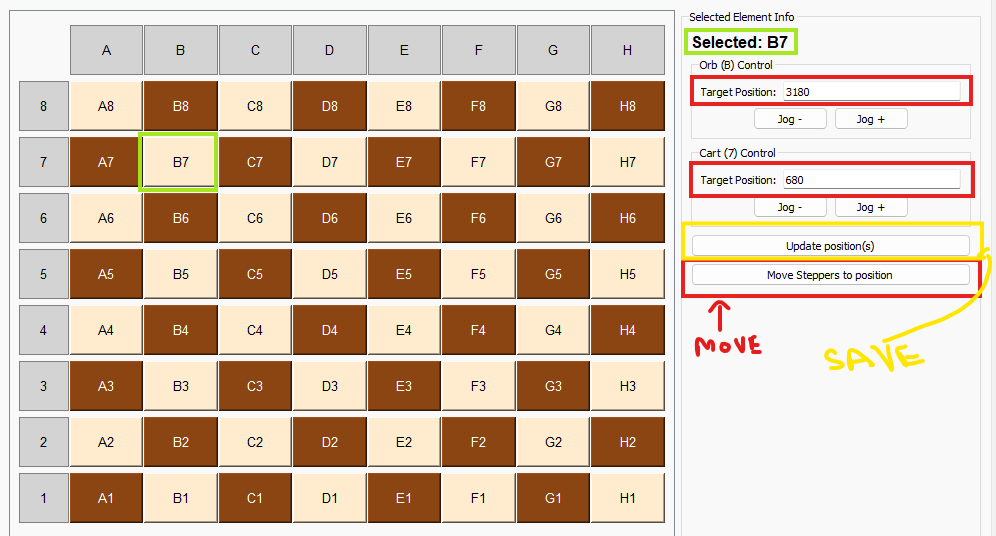 A B C D E F G H
8 A8 B8 C8 D8 E8 F8 G8 H8
7 A7 B7 C7 D7 E7 F7 G7 H7
6 A6 B6 C6 D6 E6 F6 G6 H6
5 A5 B5 C5 D5 E5 F5 G5 H5
4 A4 B4 C4 D4 E4 F4 G4 H4
3 A3 B3 C3 D3 E3 F3 G3 H3
2 A2 B2 C2 D2 E2 F2 G2 H2
1 A1 B1 C1 D1 E1 F1 G1 H1
Selected Element Info
Selected: B7
Orb (B) Control
Target Position: 3180
Jog - Jog +
Cart (7) Control
Target Position: 680
Jog - Jog +
Update position(s)
Move Steppers to position
MOVE
SAVE